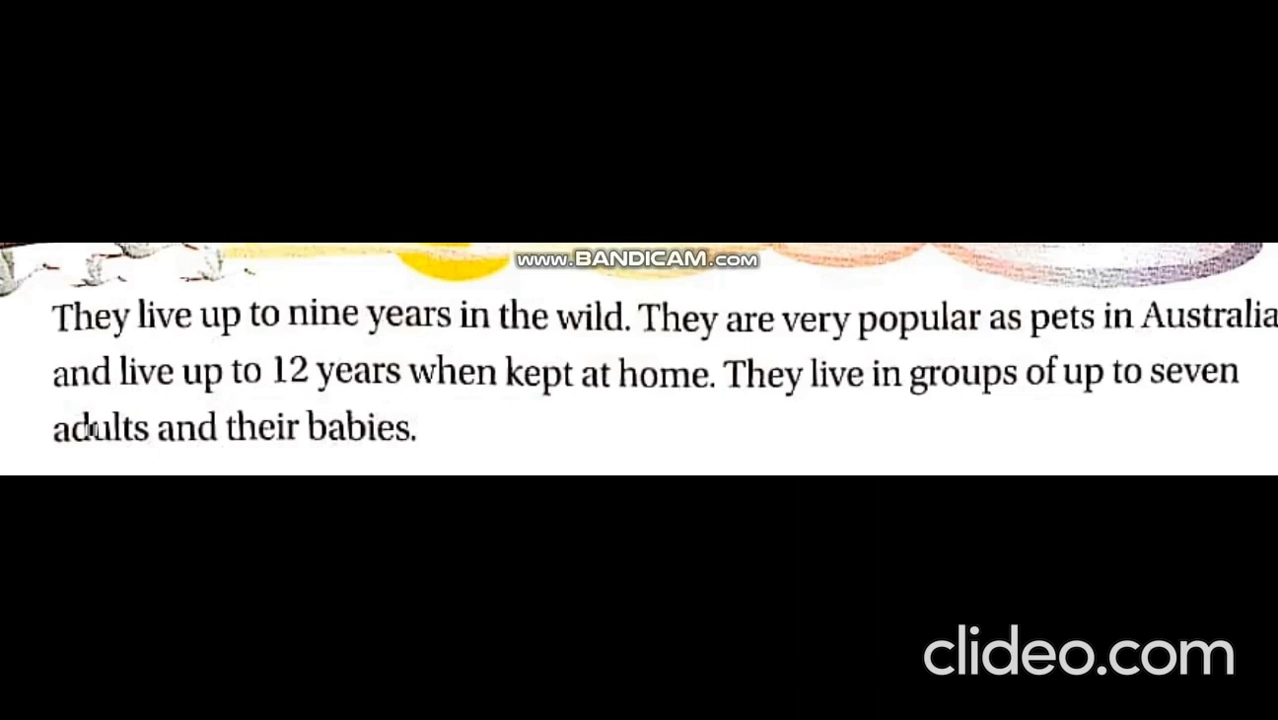 www.BANDICAM.com
They live up to nine years in the wild. They are very popular as pets in Australia
and live up to 12 years when kept at home. They live in groups of up to seven
adults and their babies.
clideo.com